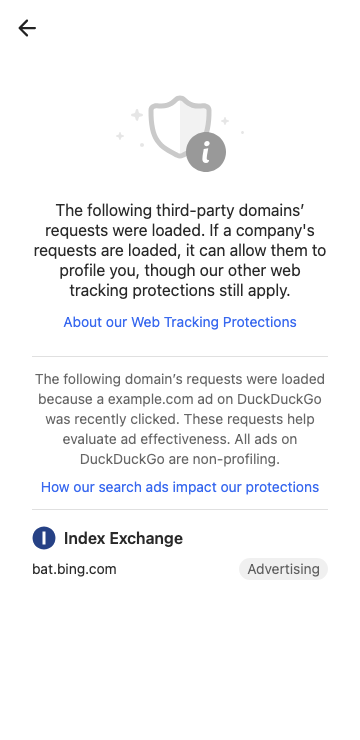 i
The following third-party domains’
requests were loaded. If a company's
requests are loaded, it can allow them to
profile you, though our other web
tracking protections still apply.
About our Web Tracking Protections
The following domain’s requests were loaded
because a example.com ad on DuckDuckGo
was recently clicked. These requests help
evaluate ad effectiveness. All ads on
DuckDuckGo are non-profiling.
How our search ads impact our protections
I Index Exchange
bat.bing.com Advertising